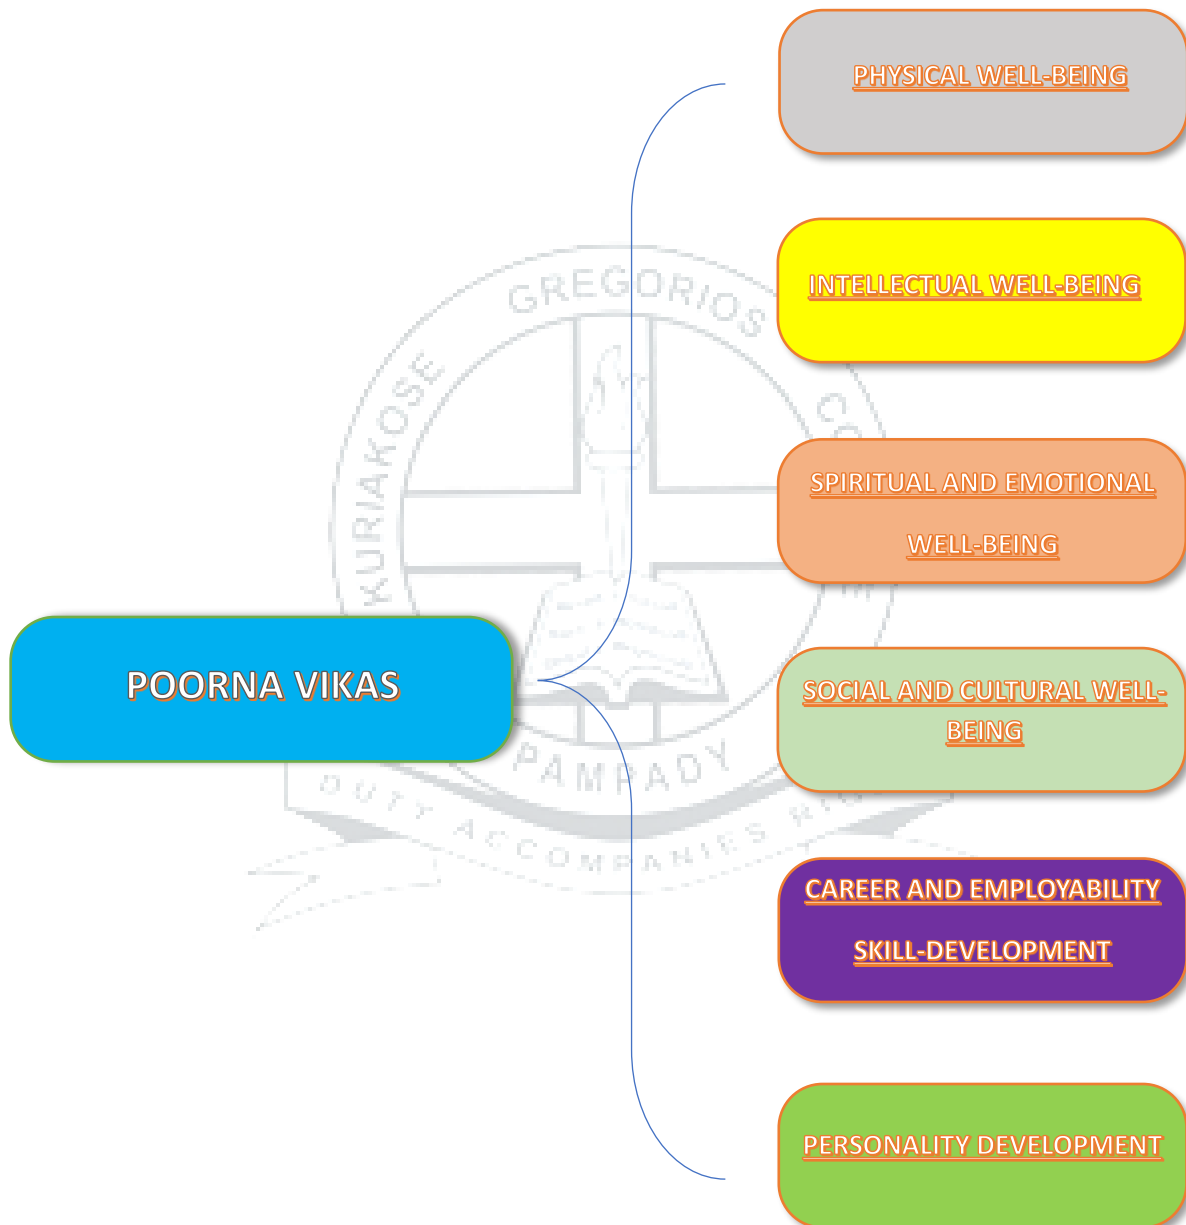 PHYSICAL WELL-BEING
INTELLECTUAL WELL-BEING
SPIRITUAL AND EMOTIONAL
WELL-BEING
POORNA VIKAS
SOCIAL AND CULTURAL WELL-
BEING
CAREER AND EMPLOYABILITY
SKILL-DEVELOPMENT
PERSONALITY DEVELOPMENT
KURIAKOSE GREGORIOS
PAMPADY
DUTY ACCOMPANIES